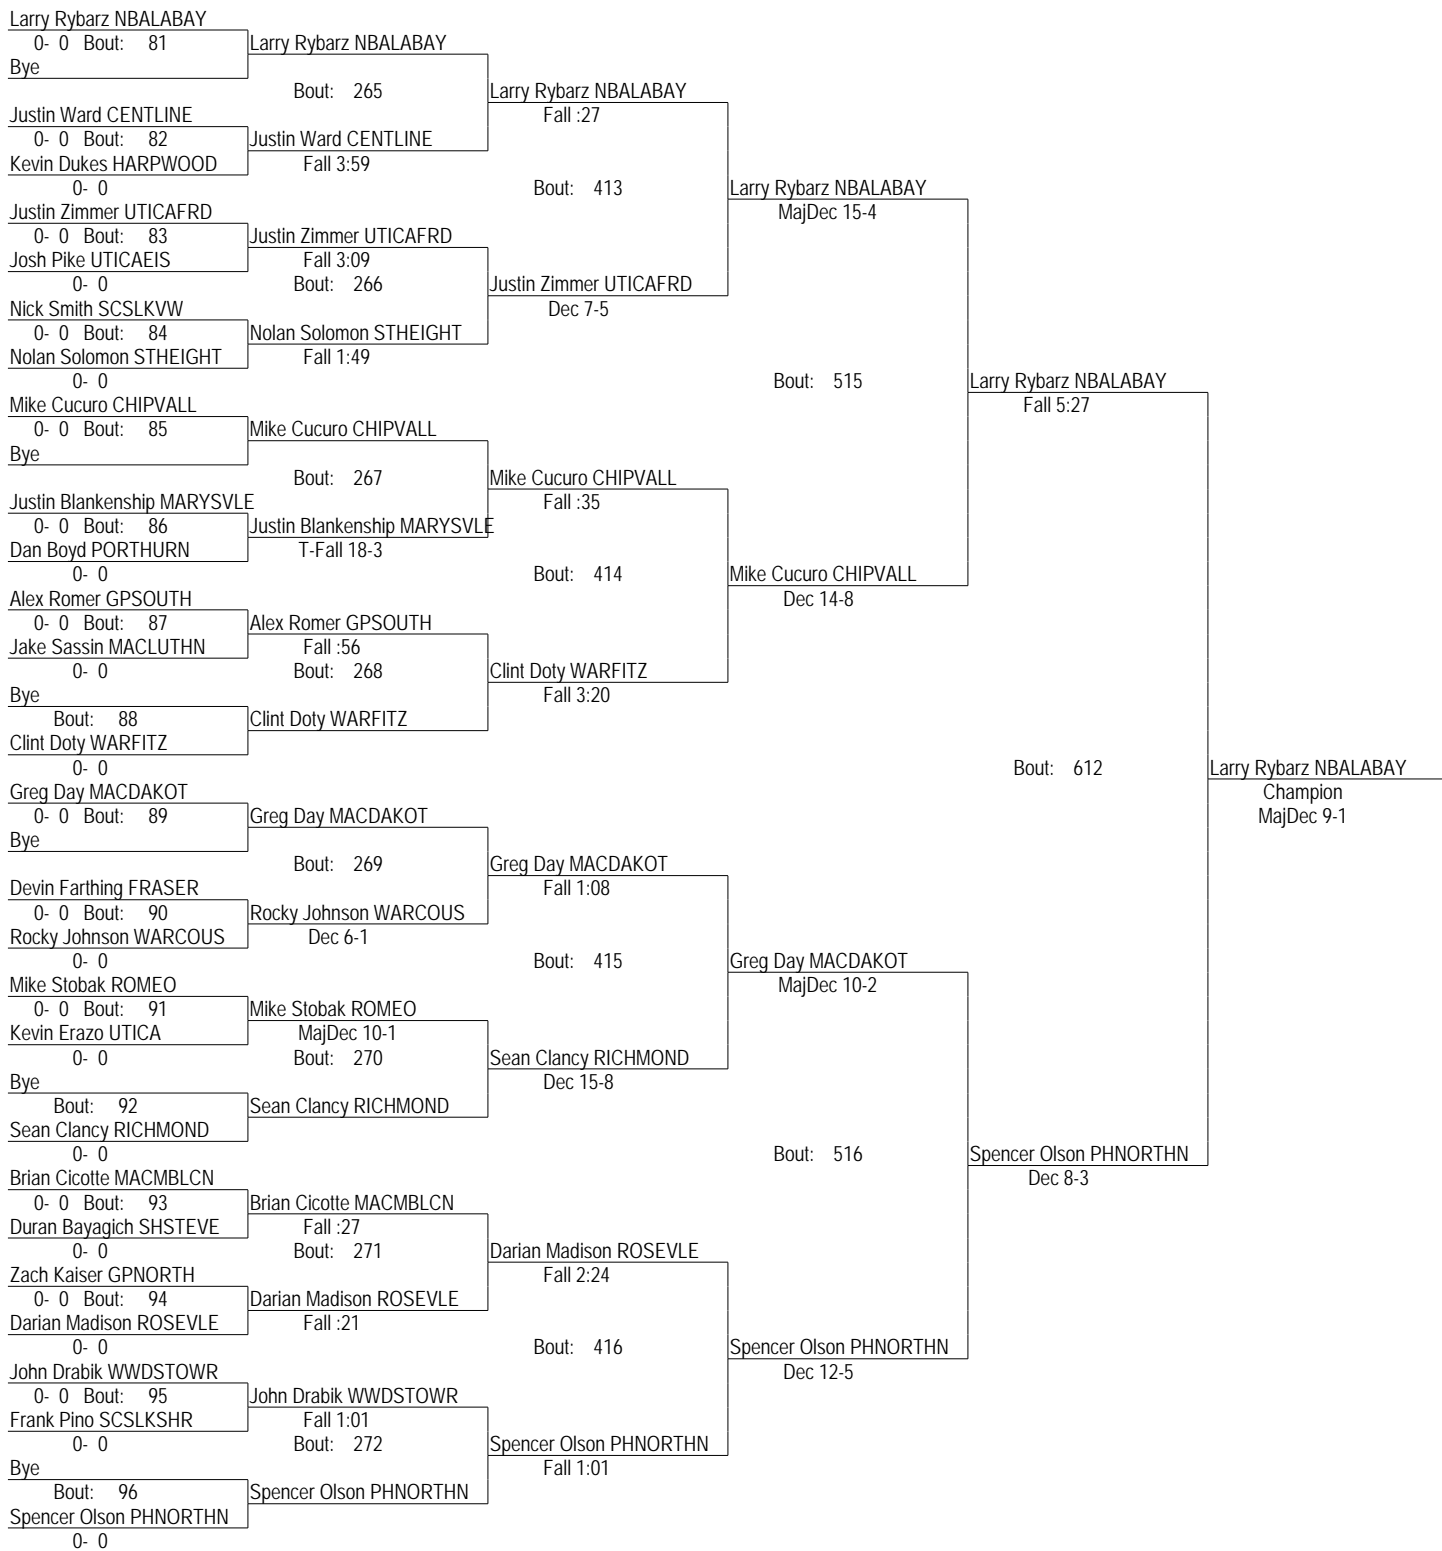 Larry Rybarz NBALABAY
0- 0 Bout: 81
Larry Rybarz NBALABAY
Bye
Bout: 265
Larry Rybarz NBALABAY
Justin Ward CENTLINE
Fall :27
0- 0 Bout: 82
Justin Ward CENTLINE
Kevin Dukes HARPWOOD
Fall 3:59
0- 0
Bout: 413
Larry Rybarz NBALABAY
Justin Zimmer UTICAFRD
MajDec 15-4
0- 0 Bout: 83
Justin Zimmer UTICAFRD
Josh Pike UTICAEIS
Fall 3:09
0- 0
Bout: 266
Justin Zimmer UTICAFRD
Nick Smith SCSLKVW
Dec 7-5
0- 0 Bout: 84
Nolan Solomon STHEIGHT
Nolan Solomon STHEIGHT
Fall 1:49
0- 0
Bout: 515
Larry Rybarz NBALABAY
Mike Cucuro CHIPVALL
Fall 5:27
0- 0 Bout: 85
Mike Cucuro CHIPVALL
Bye
Bout: 267
Mike Cucuro CHIPVALL
Justin Blankenship MARYSVLE
Fall :35
0- 0 Bout: 86
Justin Blankenship MARYSVLE
Dan Boyd PORTHURN
T-Fall 18-3
0- 0
Bout: 414
Mike Cucuro CHIPVALL
Alex Romer GPSOUTH
Dec 14-8
0- 0 Bout: 87
Alex Romer GPSOUTH
Jake Sassin MACLUTHN
Fall :56
0- 0
Bout: 268
Clint Doty WARFITZ
Bye
Fall 3:20
Bout: 88
Clint Doty WARFITZ
Clint Doty WARFITZ
0- 0
Bout: 612
Larry Rybarz NBALABAY
Greg Day MACDAKOT
Champion
0- 0 Bout: 89
Greg Day MACDAKOT
MajDec 9-1
Bye
Bout: 269
Greg Day MACDAKOT
Devin Farthing FRASER
Fall 1:08
0- 0 Bout: 90
Rocky Johnson WARCOUS
Rocky Johnson WARCOUS
Dec 6-1
0- 0
Bout: 415
Greg Day MACDAKOT
Mike Stobak ROMEO
MajDec 10-2
0- 0 Bout: 91
Mike Stobak ROMEO
Kevin Erazo UTICA
MajDec 10-1
0- 0
Bout: 270
Sean Clancy RICHMOND
Bye
Dec 15-8
Bout: 92
Sean Clancy RICHMOND
Sean Clancy RICHMOND
0- 0
Bout: 516
Spencer Olson PHNORTHN
Brian Cicotte MACMBLCN
Dec 8-3
0- 0 Bout: 93
Brian Cicotte MACMBLCN
Duran Bayagich SHSTEVE
Fall :27
0- 0
Bout: 271
Darian Madison ROSEVLE
Zach Kaiser GPNORTH
Fall 2:24
0- 0 Bout: 94
Darian Madison ROSEVLE
Darian Madison ROSEVLE
Fall :21
0- 0
Bout: 416
Spencer Olson PHNORTHN
John Drabik WWDSTOWR
Dec 12-5
0- 0 Bout: 95
John Drabik WWDSTOWR
Frank Pino SCSLKSHR
Fall 1:01
0- 0
Bout: 272
Spencer Olson PHNORTHN
Bye
Fall 1:01
Bout: 96
Spencer Olson PHNORTHN
Spencer Olson PHNORTHN
0- 0